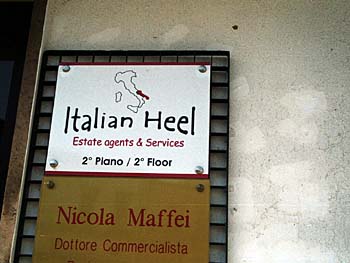 Italian Heel
Estate agents & Services
2° Piano / 2° Floor
Nicola Maffei
Dottore Commercialista